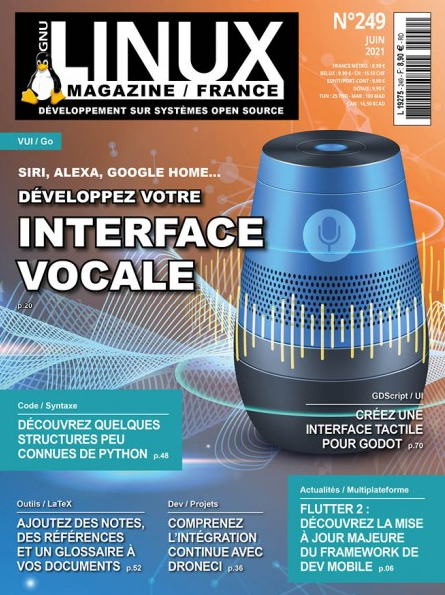 GNU
LINUX
MAGAZINE / FRANCE
DÉVELOPPEMENT SUR SYSTÈMES OPEN SOURCE
N°249
JUIN
2021
FRANCE MÉTRO. : 8,90 €
L 19275 - 249 - F: 8,90 € - RD
VUI / Go
SIRI, ALEXA, GOOGLE HOME...
DÉVELOPPEZ VOTRE
INTERFACE
VOCALE
p.20
GDScript / UI
CRÉEZ UNE
INTERFACE TACTILE
POUR GODOT p.70
Code / Syntaxe
DÉCOUVREZ QUELQUES
STRUCTURES PEU
CONNUES DE PYTHON p.48
Outils / LaTeX
AJOUTEZ DES NOTES,
DES RÉFÉRENCES
ET UN GLOSSAIRE À
VOS DOCUMENTS p.52
Dev / Projets
COMPRENEZ
L'INTÉGRATION
CONTINUE AVEC
DRONECI p.36
Actualités / Multiplateforme
FLUTTER 2 :
DÉCOUVREZ LA MISE
À JOUR MAJEURE
DU FRAMEWORK DE
DEV MOBILE p.06